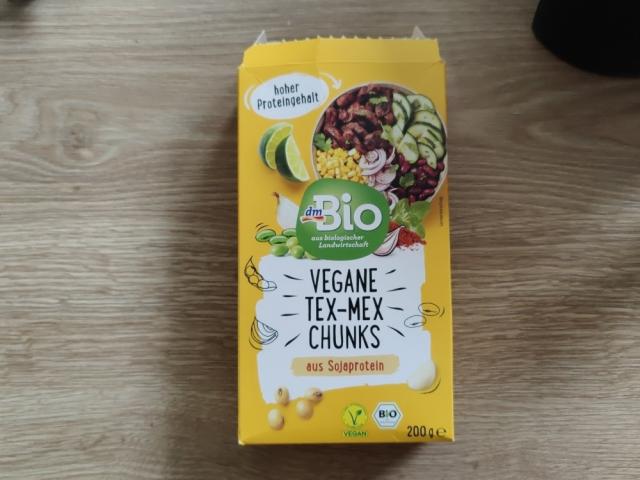 hoher
Proteingehalt
dm
Bio
aus biologischer
Landwirtschaft
VEGANE
TEX-MEX
CHUNKS
aus Sojaprotein
VEGAN
BIO
200 g e